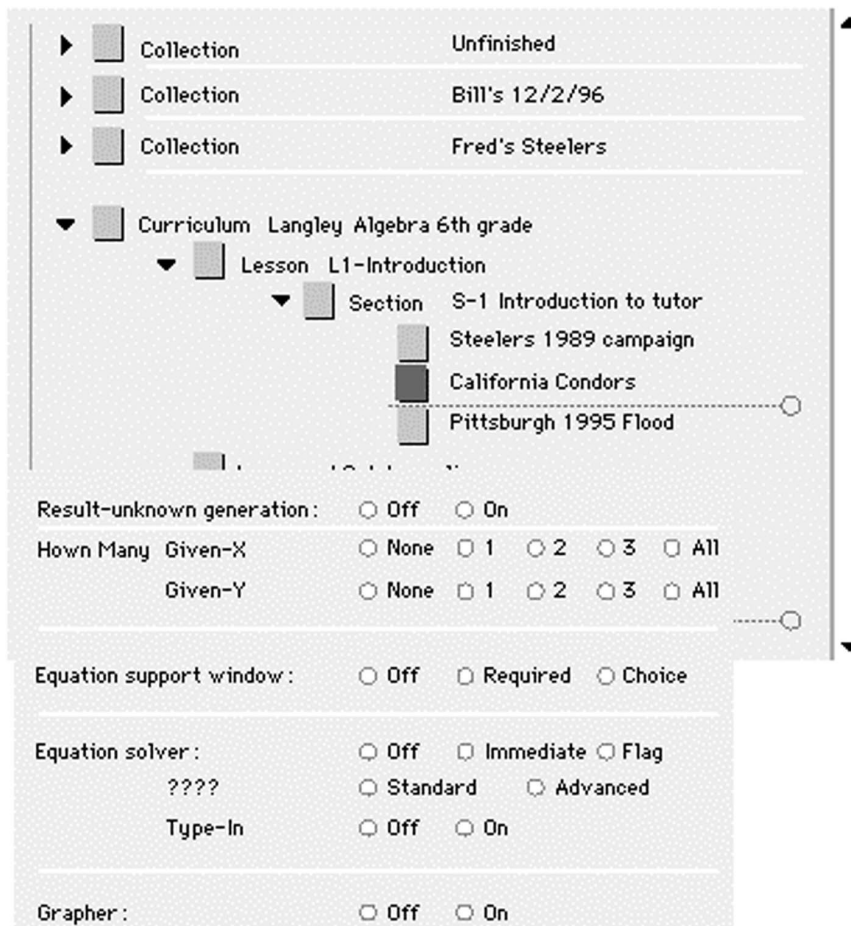 Collection Unfinished
Collection Bill's 12/2/96
Collection Fred's Steelers
Curriculum Langley Algebra 6th grade
Lesson L1-Introduction
Section S-1 Introduction to tutor
Steelers 1989 campaign
California Condors
Pittsburgh 1995 Flood
Result-unknown generation: Off On
Hown Many Given-X None 1 2 3 All
Given-Y None 1 2 3 All
Equation support window: Off Required Choice
Equation solver: Off Immediate Flag
???? Standard Advanced
Type-In Off On
Grapher: Off On